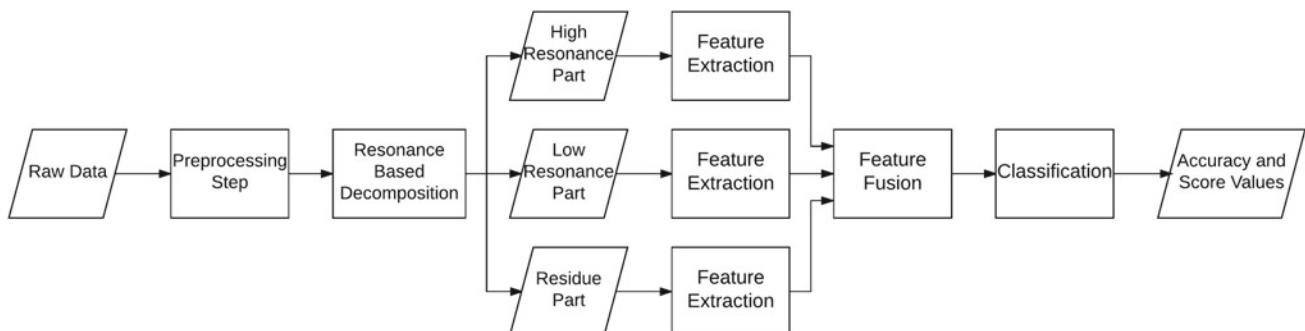 Raw Data
Preprocessing
Step
Resonance
Based
Decomposition
High
Resonance
Part
Feature
Extraction
Low
Resonance
Part
Feature
Extraction
Residue
Part
Feature
Extraction
Feature
Fusion
Classification
Accuracy and
Score Values